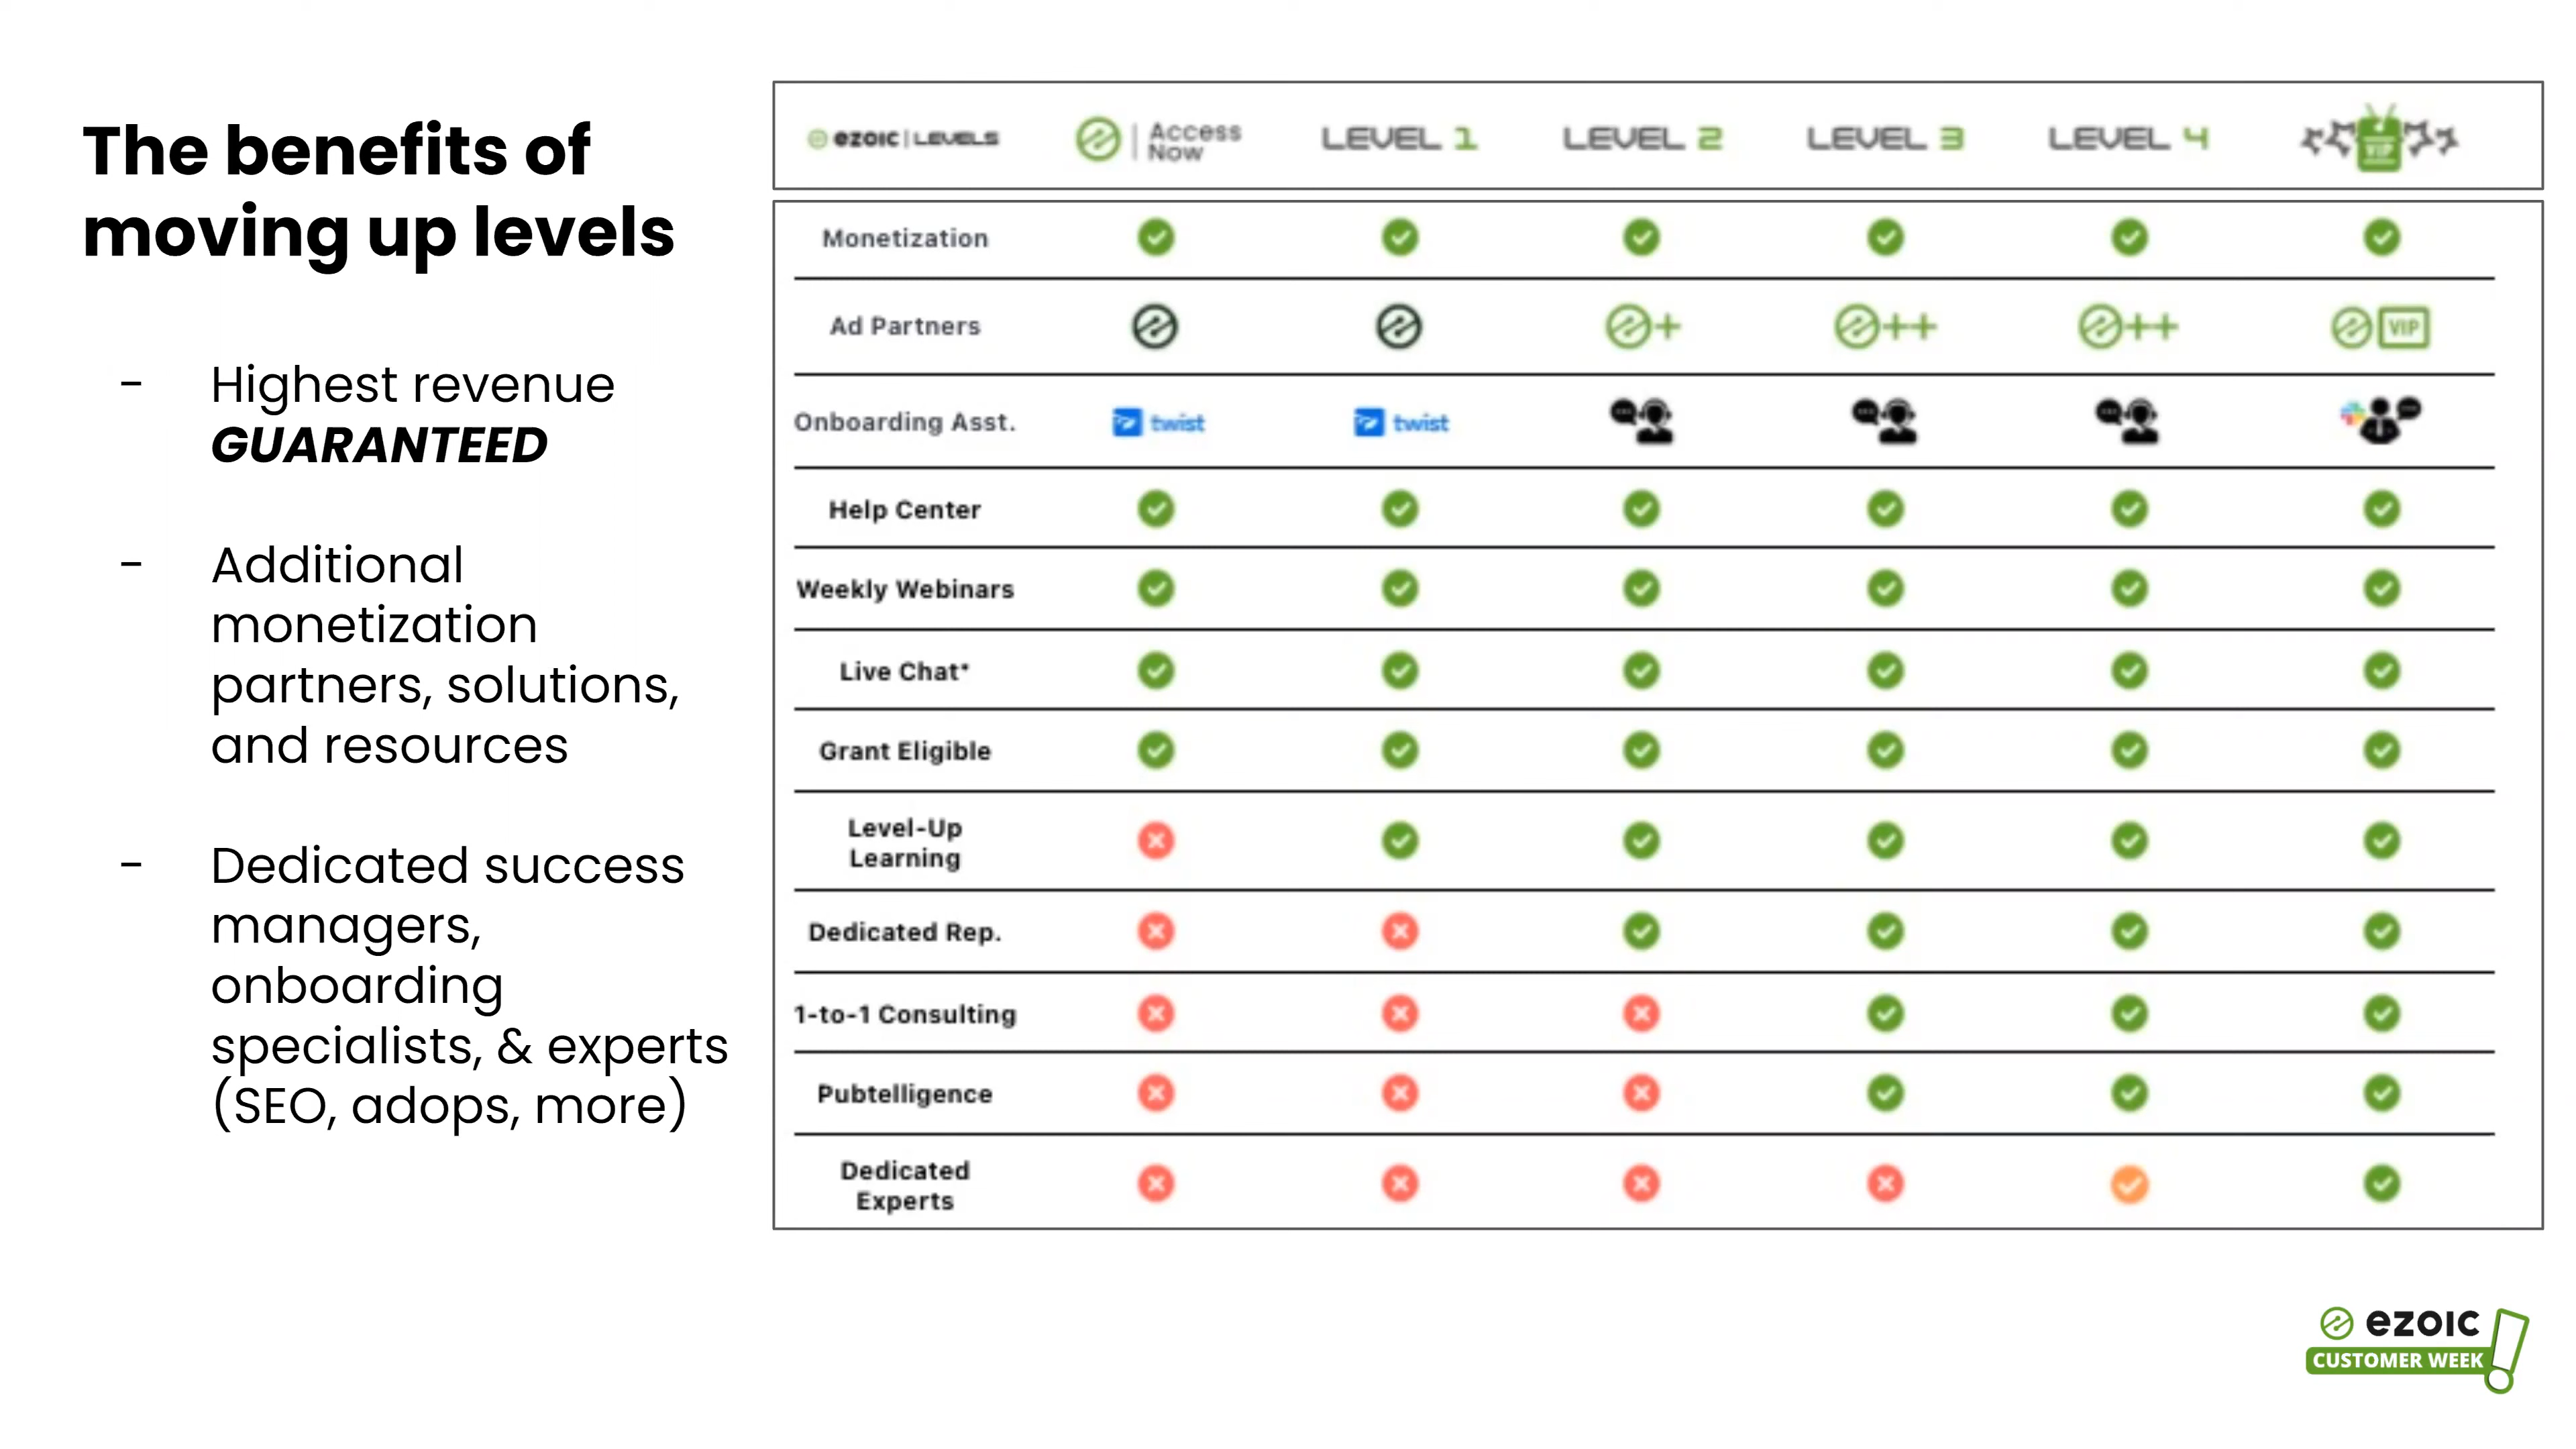 The benefits of
moving up levels
- Highest revenue
GUARANTEED
- Additional
monetization
partners, solutions,
and resources
- Dedicated success
managers,
onboarding
specialists, & experts
(SEO, adops, more)
ezoic | LEVELS
Access
Now
LEVEL 1
LEVEL 2
LEVEL 3
LEVEL 4
VIP
Monetization
Ad Partners
+
++
++
VIP
Onboarding Asst.
twist
twist
Help Center
Weekly Webinars
Live Chat*
Grant Eligible
Level-Up
Learning
Dedicated Rep.
1-to-1 Consulting
Pubtelligence
Dedicated
Experts
ezoic
CUSTOMER WEEK